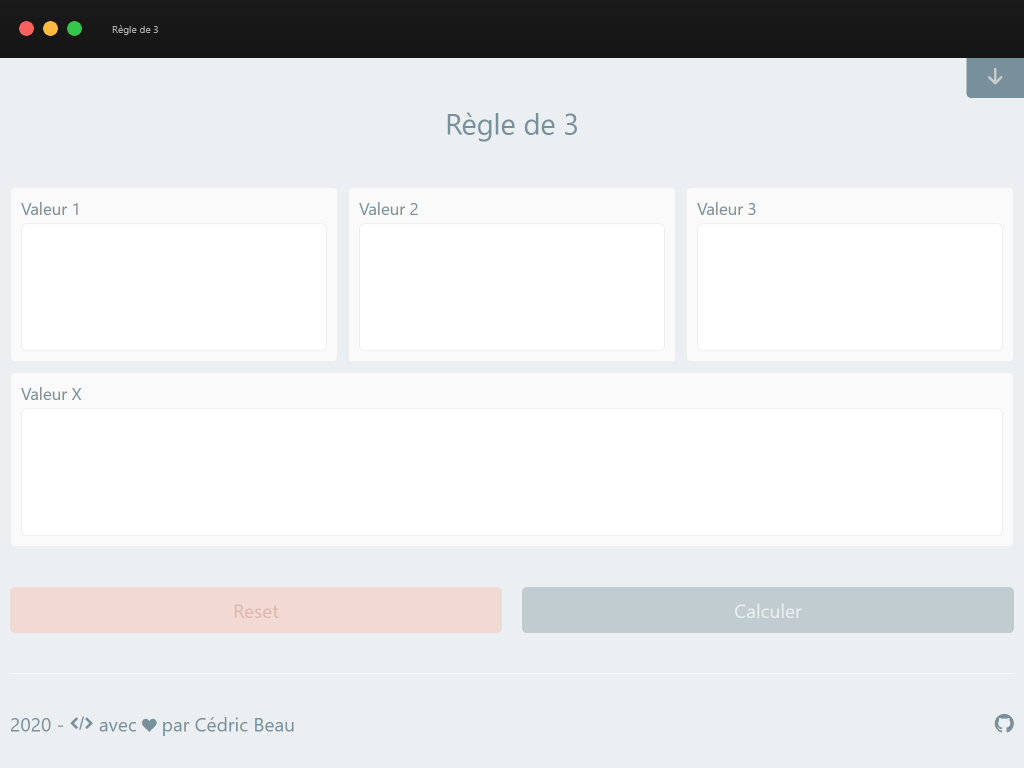 Règle de 3
Règle de 3
Valeur 1
Valeur 2
Valeur 3
Valeur X
Reset
Calculer
2020 - </> avec ♥ par Cédric Beau